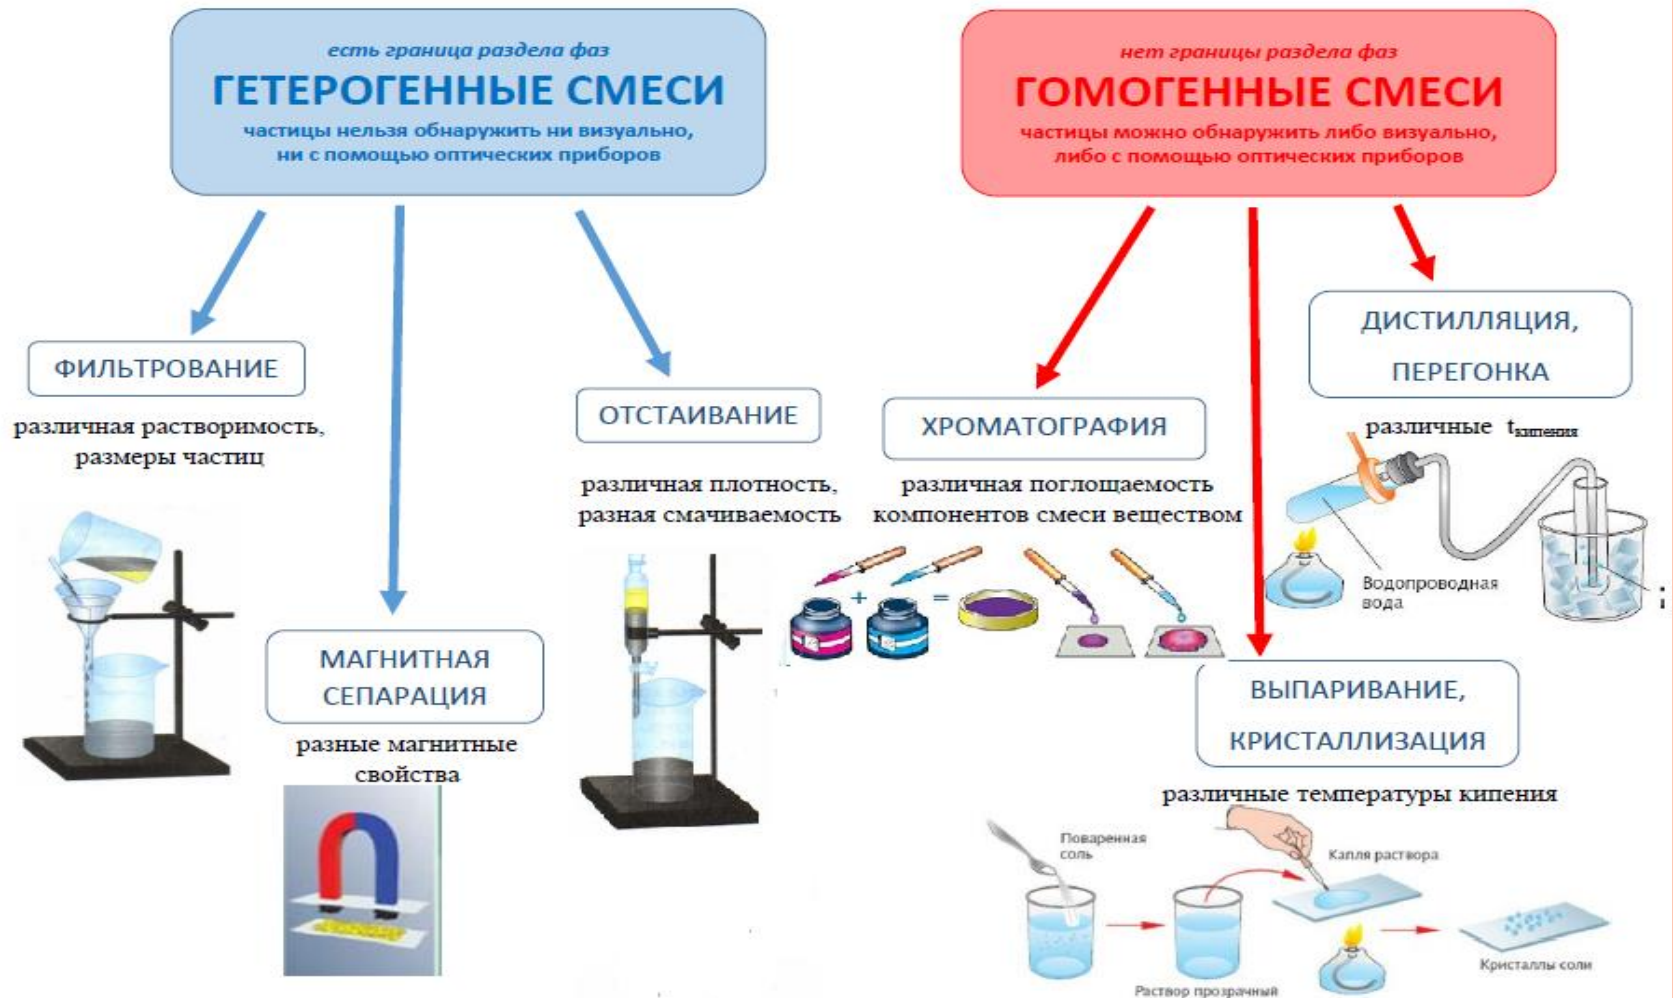 есть граница раздела фаз
ГЕТЕРОГЕННЫЕ СМЕСИ
частицы нельзя обнаружить ни визуально,
ни с помощью оптических приборов
нет границы раздела фаз
ГОМОГЕННЫЕ СМЕСИ
частицы можно обнаружить либо визуально,
либо с помощью оптических приборов
ФИЛЬТРОВАНИЕ
различная растворимость,
размеры частиц
МАГНИТНАЯ
СЕПАРАЦИЯ
разные магнитные
свойства
ОТСТАИВАНИЕ
различная плотность,
разная смачиваемость
ХРОМАТОГРАФИЯ
различная поглощаемость
компонентов смеси веществом
+ =
ДИСТИЛЛЯЦИЯ,
ПЕРЕГОНКА
различные tкипения
Водопроводная
вода
ВЫПАРИВАНИЕ,
КРИСТАЛЛИЗАЦИЯ
различные температуры кипения
Поваренная
соль
Капля раствора
Раствор прозрачный
Кристаллы соли